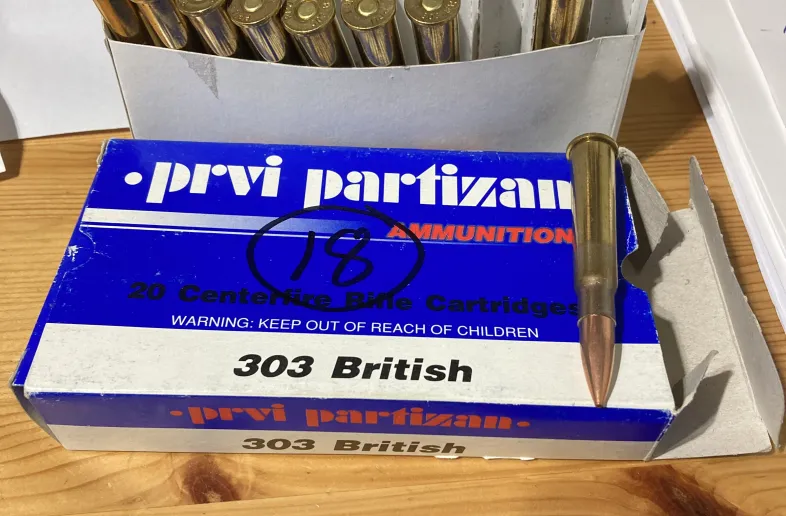 ·prvi partizan
AMMUNITION
18
20 Centerfire Rifle Cartridges
WARNING: KEEP OUT OF REACH OF CHILDREN
303 British
·prvi partizan·
303 British